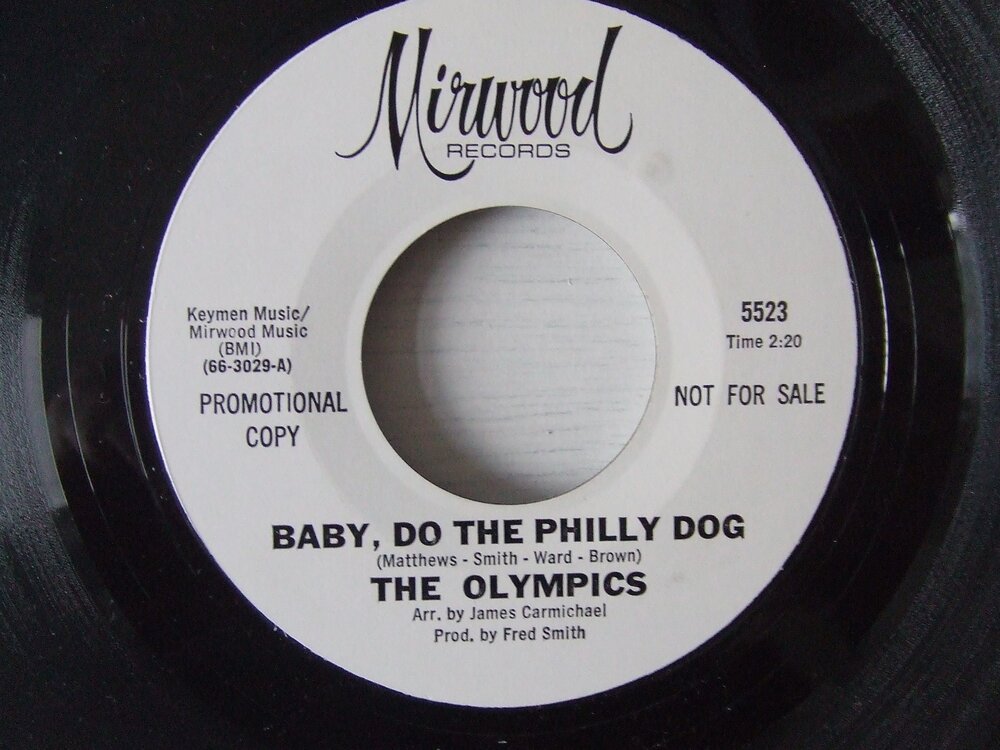 Mirwood
RECORDS
Keymen Music/
Mirwood Music
(BMI)
(66-3029-A)
PROMOTIONAL
COPY
5523
Time 2:20
NOT FOR SALE
BABY, DO THE PHILLY DOG
(Matthews - Smith - Ward - Brown)
THE OLYMPICS
Arr. by James Carmichael
Prod. by Fred Smith